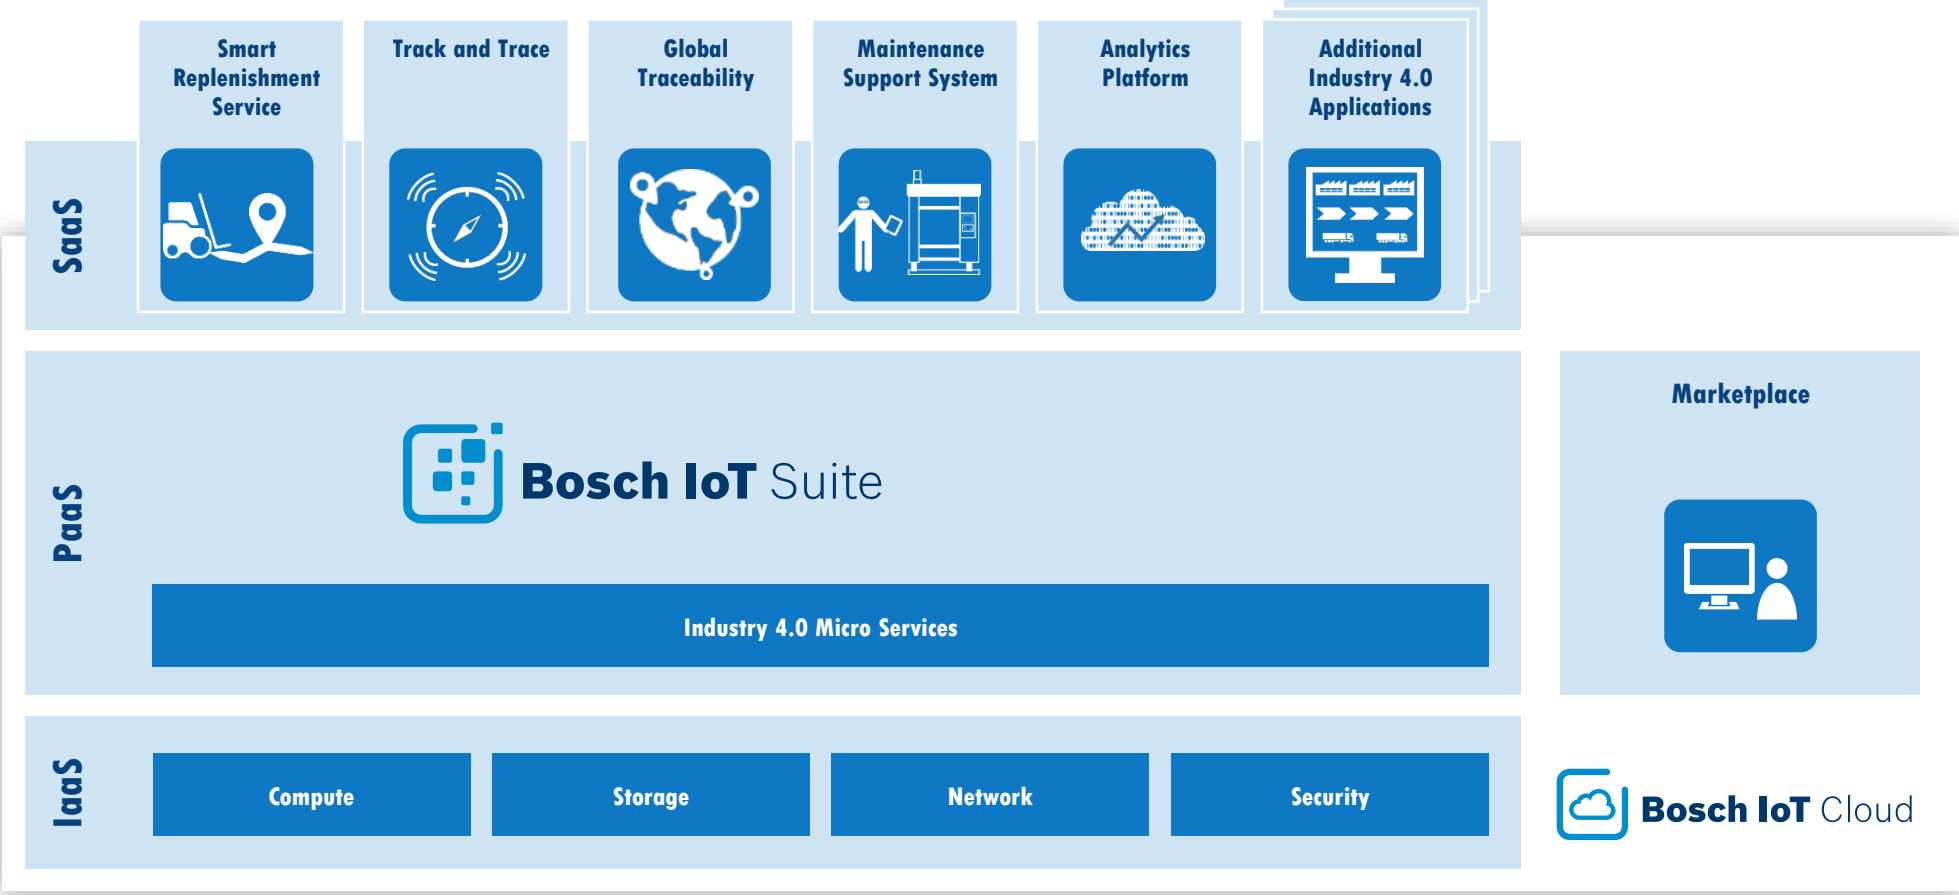 Smart
Replenishment
Service
Track and Trace
Global
Traceability
Maintenance
Support System
Analytics
Platform
Additional
Industry 4.0
Applications
SaaS
PaaS
Bosch IoT Suite
Industry 4.0 Micro Services
Marketplace
IaaS
Compute
Storage
Network
Security
Bosch IoT Cloud